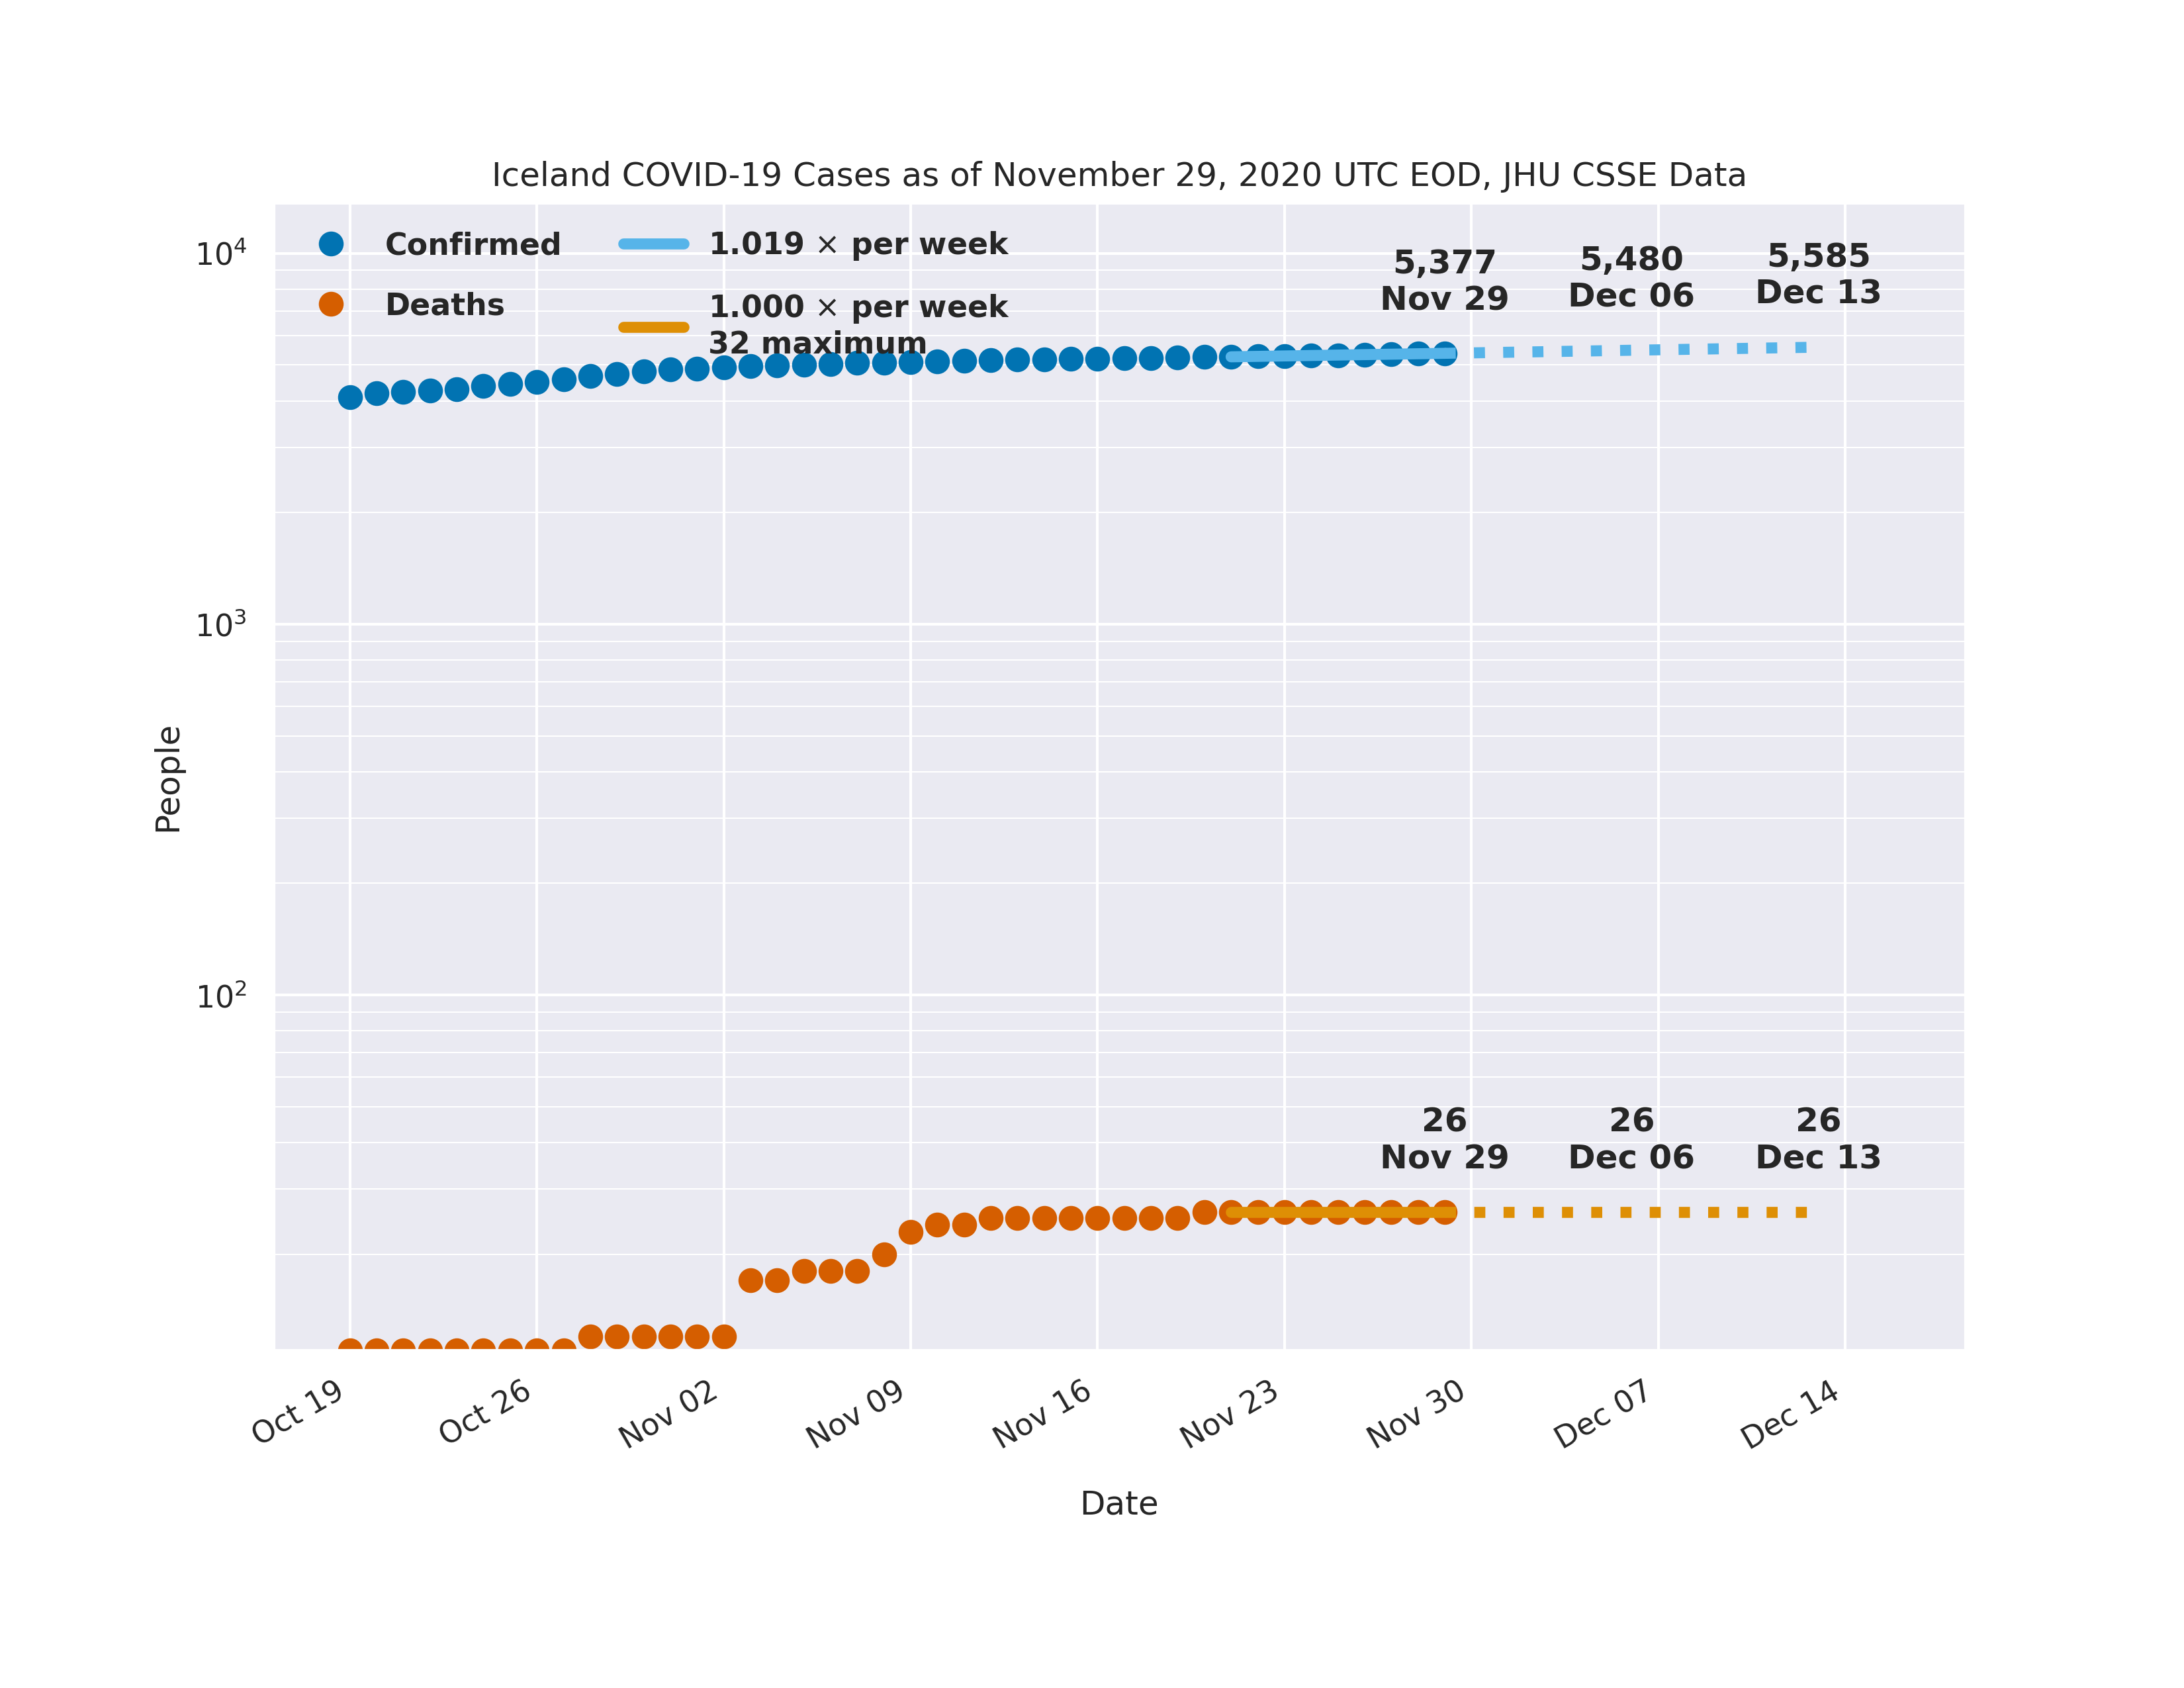 Iceland COVID-19 Cases as of November 29, 2020 UTC EOD, JHU CSSE Data
Confirmed
Deaths
1.019 × per week
1.000 × per week
32 maximum
5,377
Nov 29
5,480
Dec 06
5,585
Dec 13
26
Nov 29
26
Dec 06
26
Dec 13
10⁴
10³
10²
People
Oct 19
Oct 26
Nov 02
Nov 09
Nov 16
Nov 23
Nov 30
Dec 07
Dec 14
Date